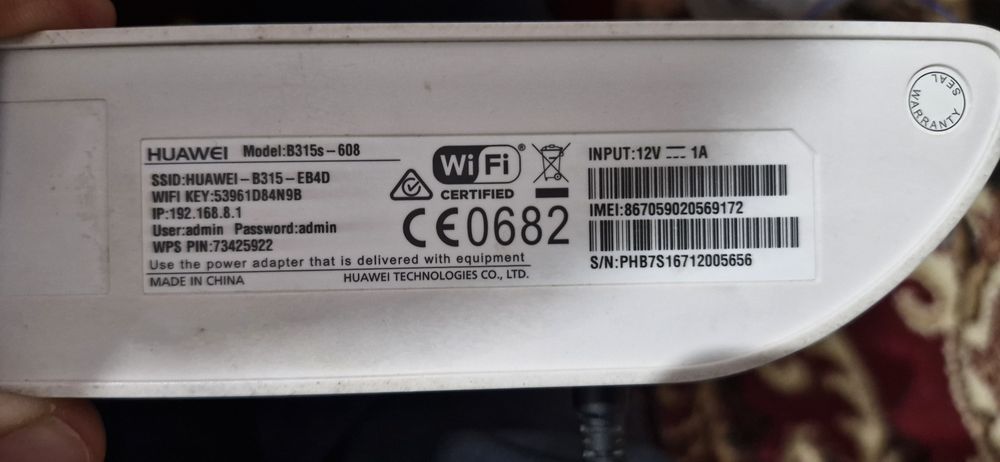 HUAWEI Model:B315s-608
SSID:HUAWEI-B315-EB4D
WIFI KEY:53961D84N9B
IP:192.168.8.1
User:admin Password:admin
WPS PIN:73425922
Use the power adapter that is delivered with equipment
MADE IN CHINA HUAWEI TECHNOLOGIES CO., LTD.
Wi Fi ®
CERTIFIED
CE0682
INPUT:12V ⎓ 1A
IMEI:867059020569172
S/N:PHB7S16712005656
WARRANTY SEAL